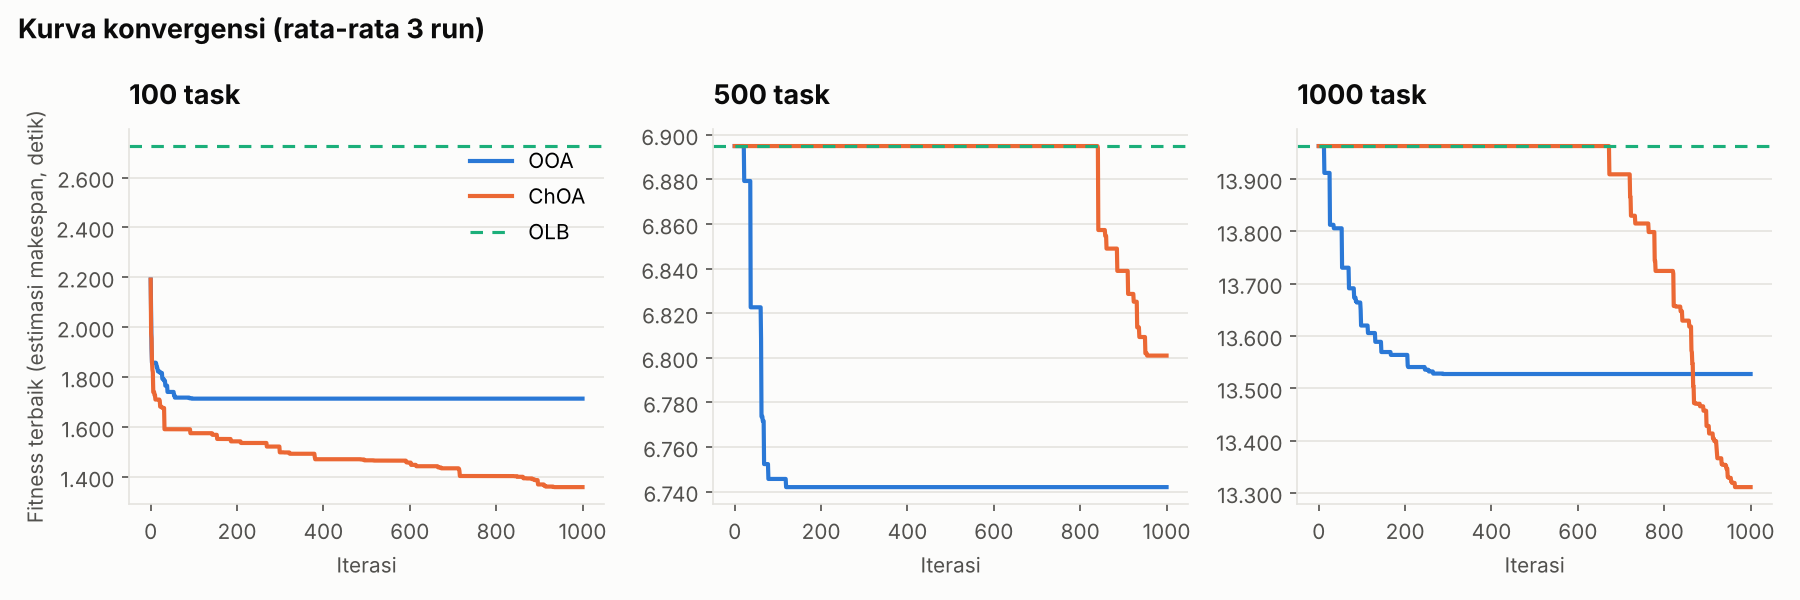 Kurva konvergensi (rata-rata 3 run)
100 task
Fitness terbaik (estimasi makespan, detik)
2.600
2.400
2.200
2.000
1.800
1.600
1.400
0 200 400 600 800 1000
Iterasi
OOA
ChOA
OLB
500 task
6.900
6.880
6.860
6.840
6.820
6.800
6.780
6.760
6.740
0 200 400 600 800 1000
Iterasi
1000 task
13.900
13.800
13.700
13.600
13.500
13.400
13.300
0 200 400 600 800 1000
Iterasi